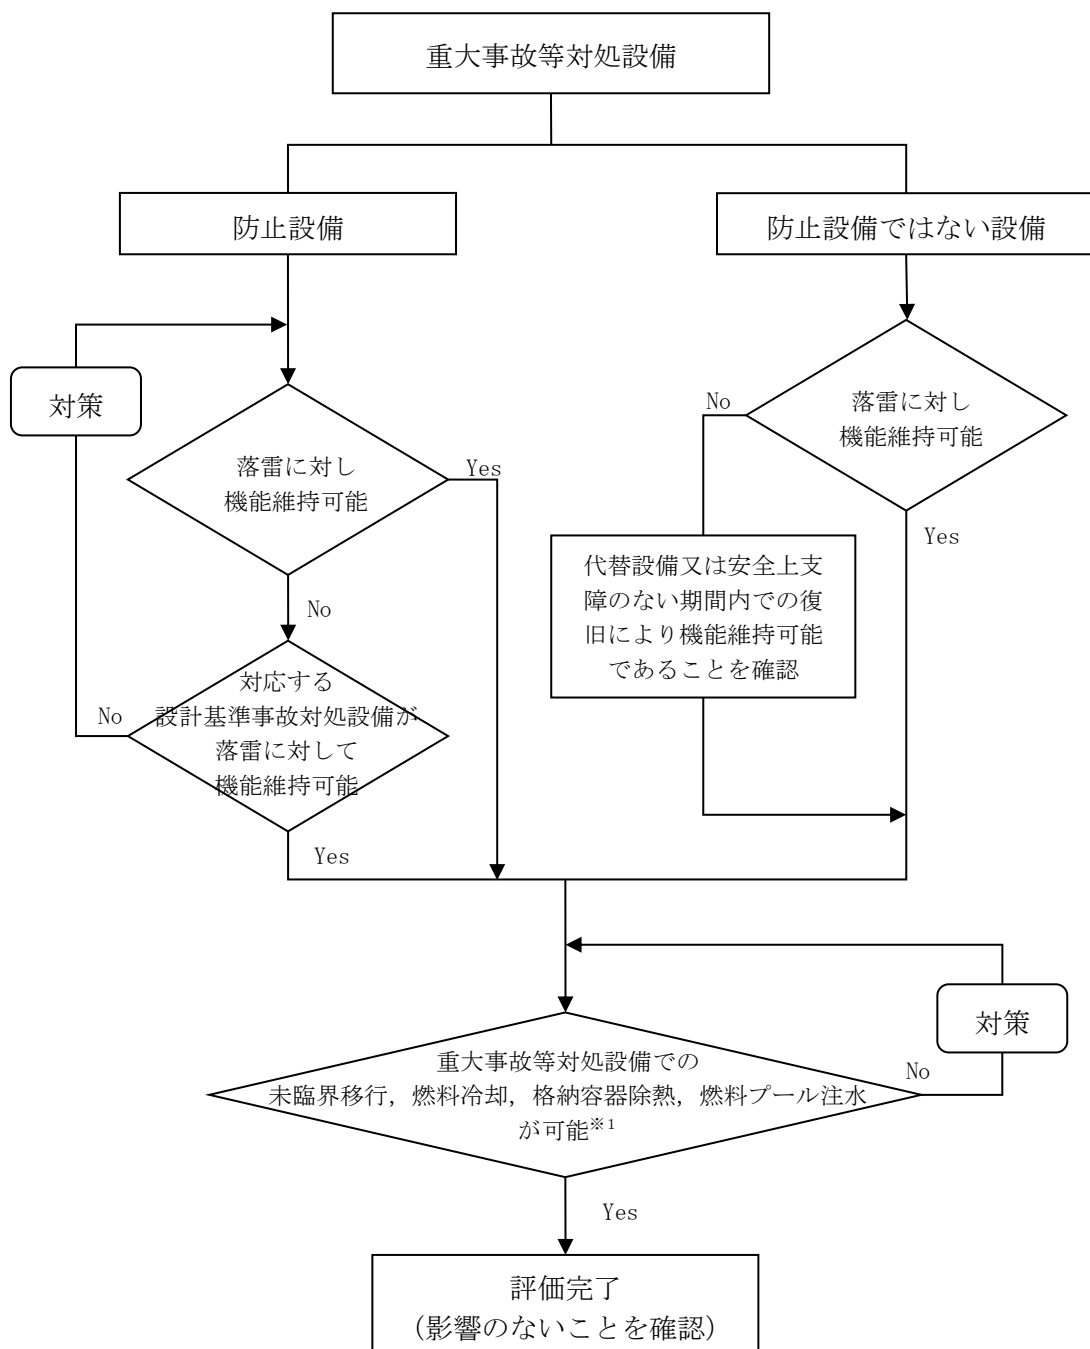 重大事故等対処設備
防止設備
防止設備ではない設備
対策
落雷に対し
機能維持可能
Yes
No
落雷に対し
機能維持可能
No
Yes
代替設備又は安全上支
障のない期間内での復
旧により機能維持可能
であることを確認
対応する
設計基準事故対処設備が
落雷に対して
機能維持可能
No
Yes
対策
重大事故等対処設備での
未臨界移行，燃料冷却，格納容器除熱，燃料プール注水
が可能※1
No
Yes
評価完了
（影響のないことを確認）